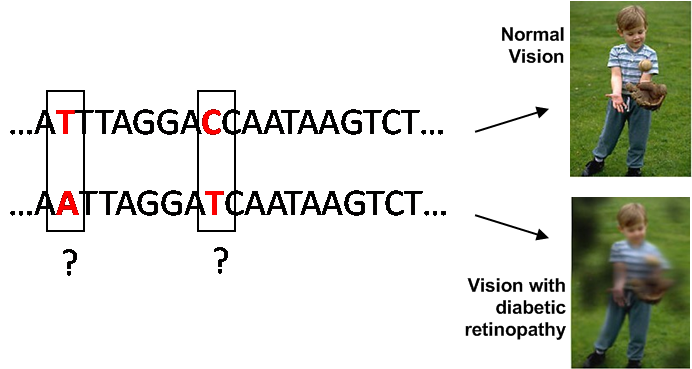 Normal
Vision
...ATTTAGGACCAATAAGTCT...
...AATTAGGATCAATAAGTCT...
? ?
Vision with
diabetic
retinopathy